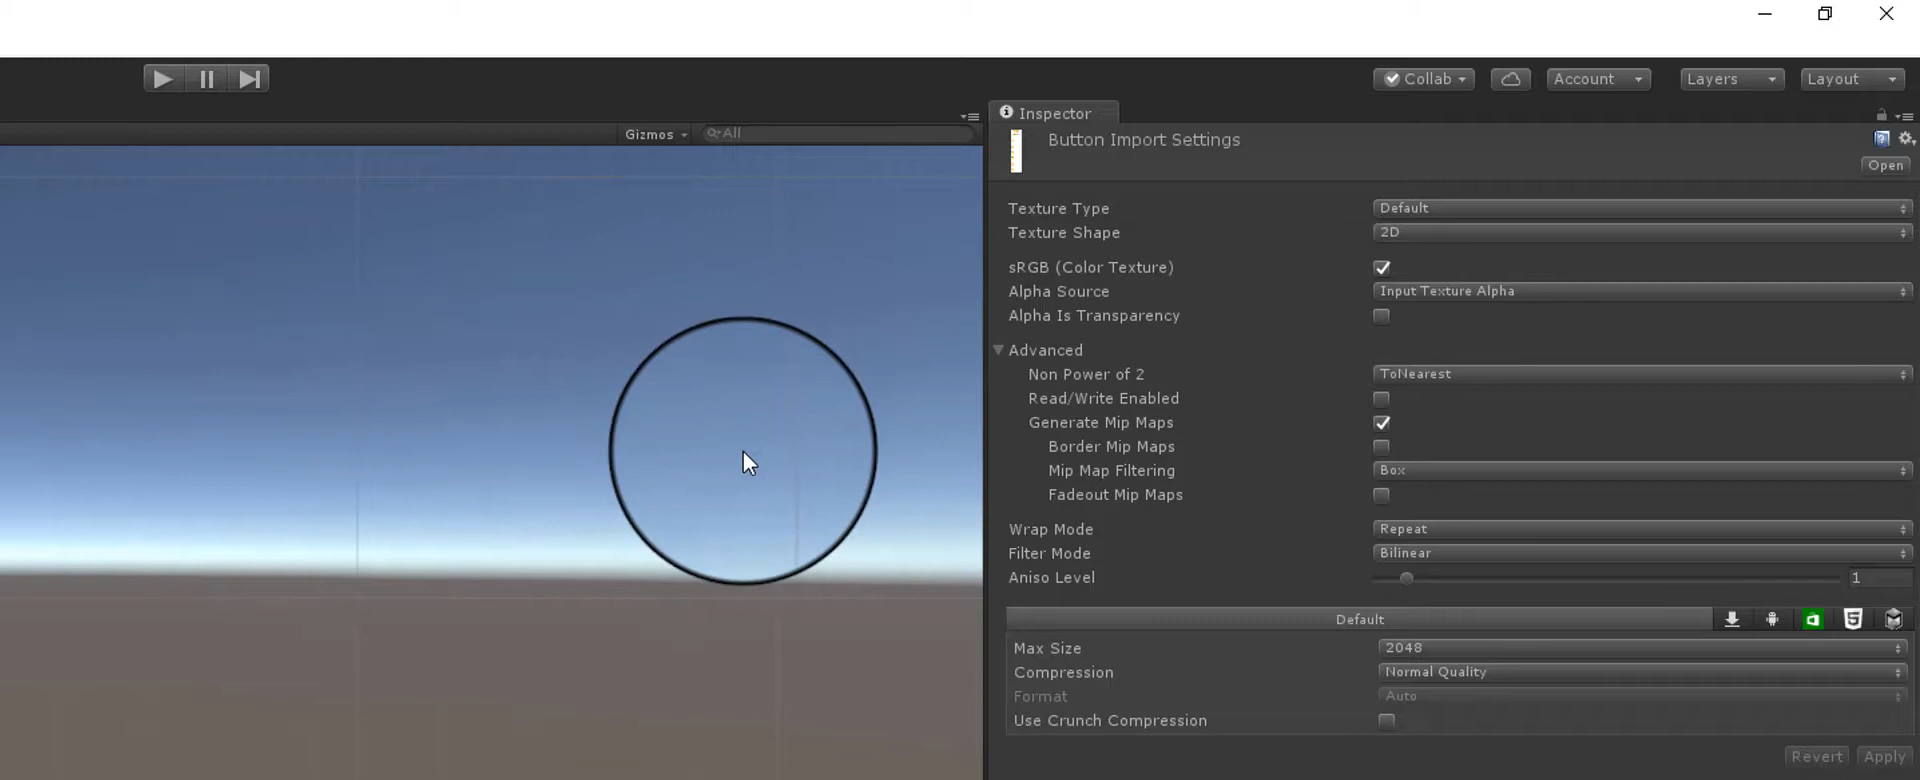 Collab
Account
Layers
Layout
Inspector
Gizmos
All
Button Import Settings
Open
Texture Type
Default
Texture Shape
2D
sRGB (Color Texture)
Alpha Source
Input Texture Alpha
Alpha Is Transparency
Advanced
Non Power of 2
ToNearest
Read/Write Enabled
Generate Mip Maps
Border Mip Maps
Mip Map Filtering
Box
Fadeout Mip Maps
Wrap Mode
Repeat
Filter Mode
Bilinear
Aniso Level
1
Default
Max Size
2048
Compression
Normal Quality
Format
Auto
Use Crunch Compression
Revert
Apply